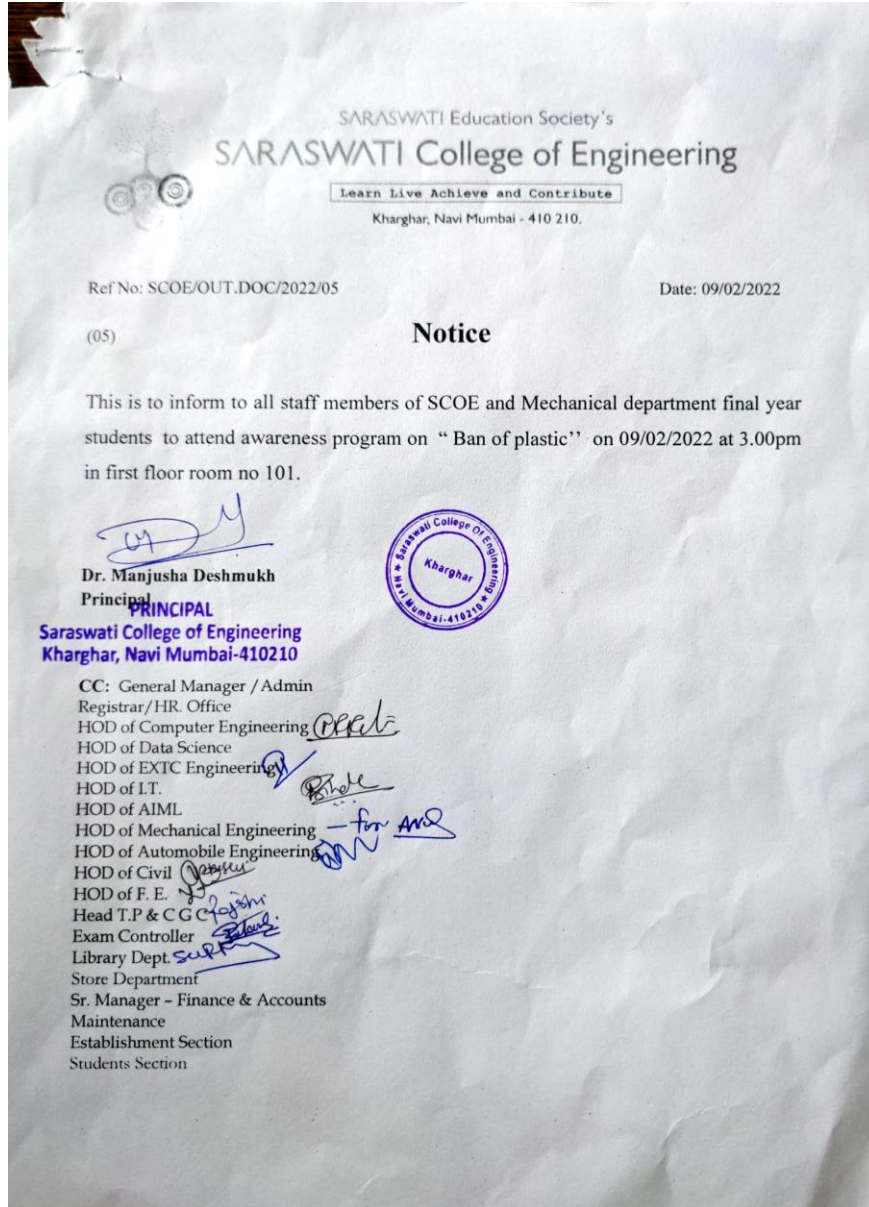 SARASWATI Education Society's
SARASWATI College of Engineering
Learn Live Achieve and Contribute
Kharghar, Navi Mumbai - 410 210.
Ref No: SCOE/OUT.DOC/2022/05 Date: 09/02/2022
(05) Notice
This is to inform to all staff members of SCOE and Mechanical department final year
students to attend awareness program on “ Ban of plastic’’ on 09/02/2022 at 3.00pm
in first floor room no 101.
Saraswati College Of Engineering ★ Navi Mumbai-410210 ★
Kharghar
Dr. Manjusha Deshmukh
Principal
PRINCIPAL
Saraswati College of Engineering
Kharghar, Navi Mumbai-410210
CC: General Manager / Admin
Registrar/HR. Office
HOD of Computer Engineering
HOD of Data Science
HOD of EXTC Engineering
HOD of I.T.
HOD of AIML
HOD of Mechanical Engineering — for
HOD of Automobile Engineering
HOD of Civil
HOD of F. E.
Head T.P & C G C
Exam Controller
Library Dept.
Store Department
Sr. Manager – Finance & Accounts
Maintenance
Establishment Section
Students Section